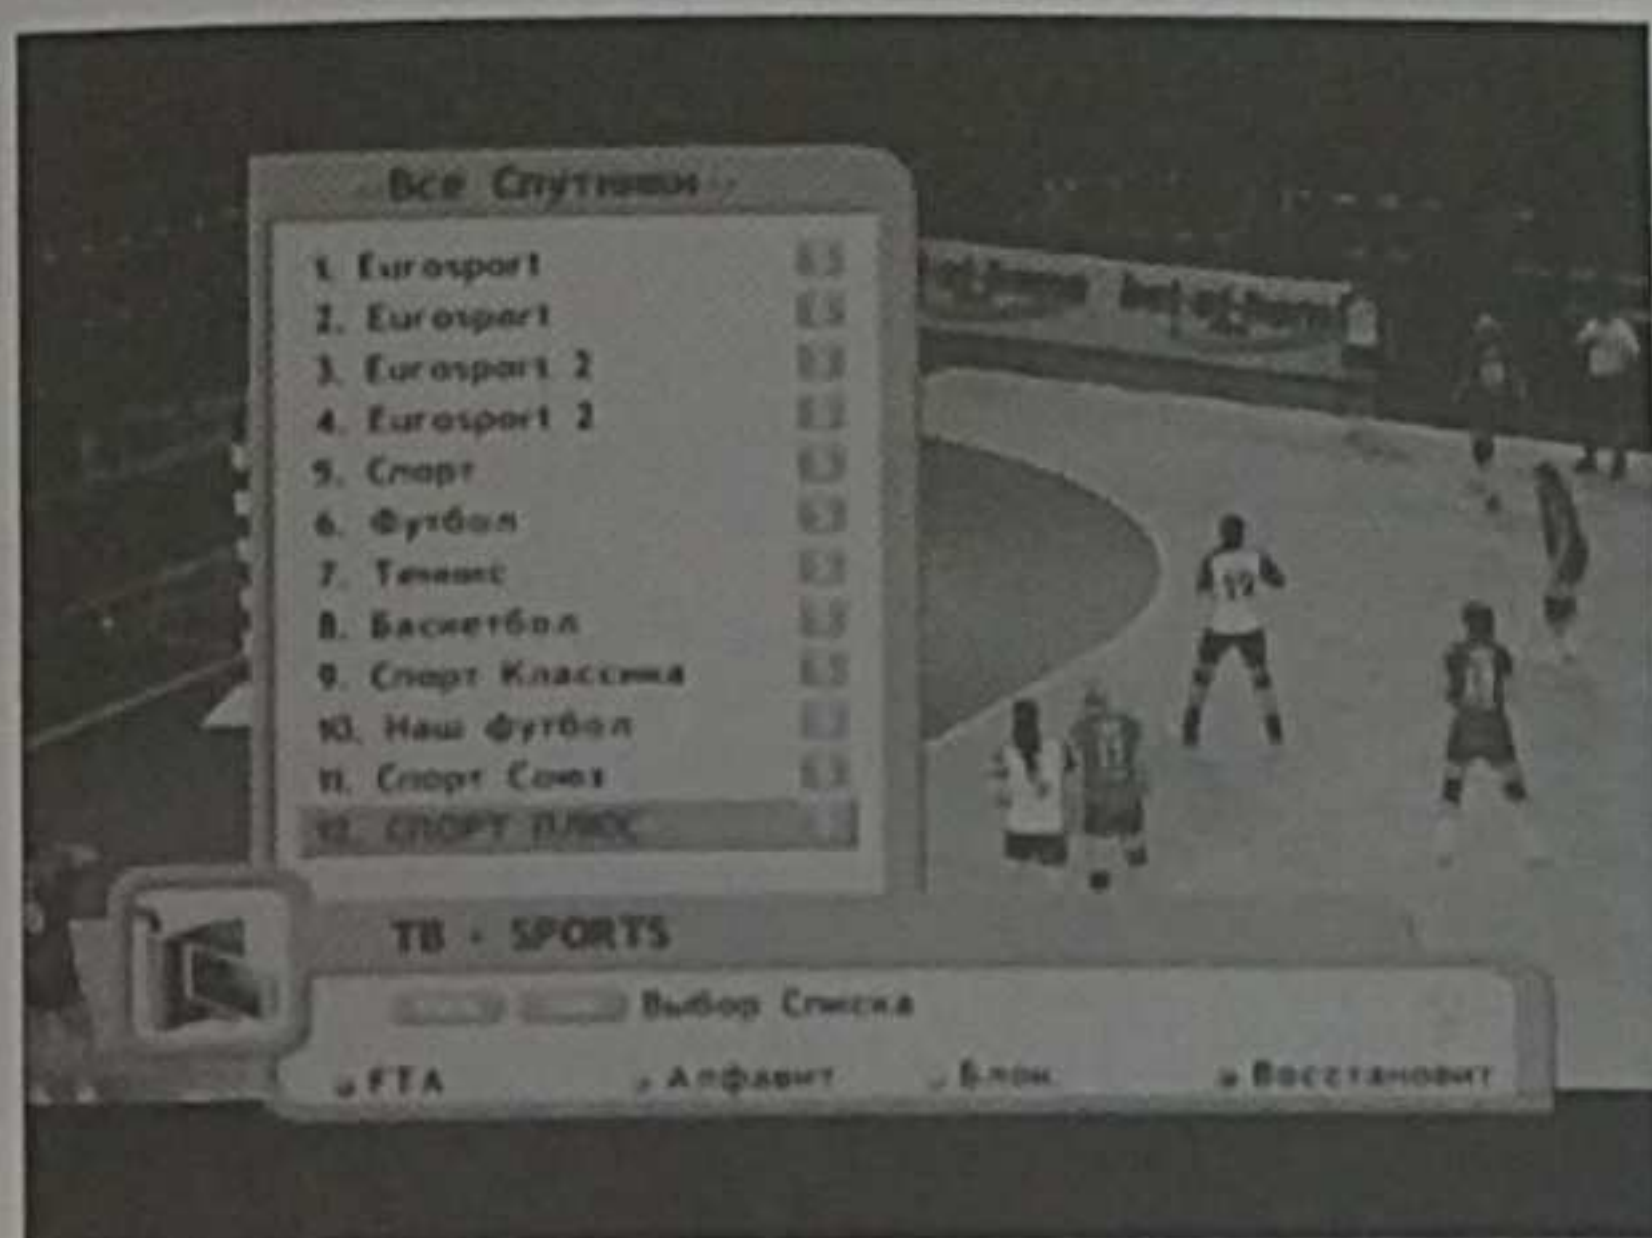 Все Спутники
1. Eurosport
2. Eurosport
3. Eurosport 2
4. Eurosport 2
5. Спорт
6. Футбол
7. Теннис
8. Баскетбол
9. Спорт Классика
10. Наш футбол
11. Спорт Союз
12. СПОРТ ПЛЮС
19
ТВ - SPORTS
Выбор Списка
FTA
Алфавит
Блок
Восстановит